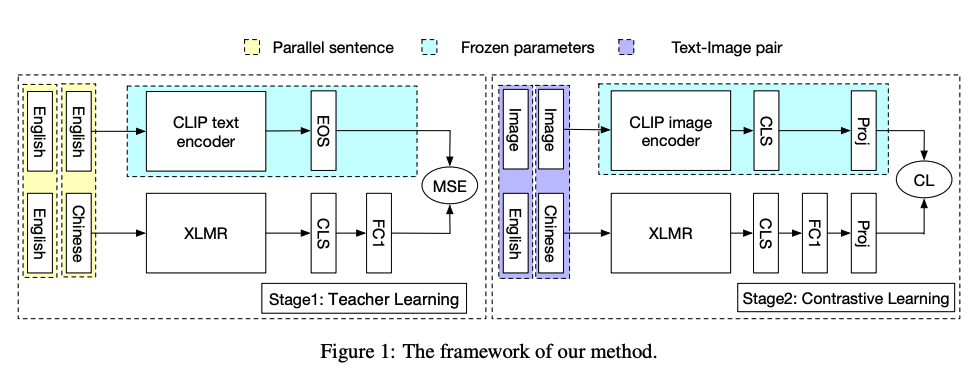 Parallel sentence
Frozen parameters
Text-Image pair
English
English
CLIP text
encoder
EOS
MSE
English
Chinese
XLMR
CLS
FC1
Stage1: Teacher Learning
Image
Image
CLIP image
encoder
CLS
Proj
CL
English
Chinese
XLMR
CLS
FC1
Proj
Stage2: Contrastive Learning
Figure 1: The framework of our method.